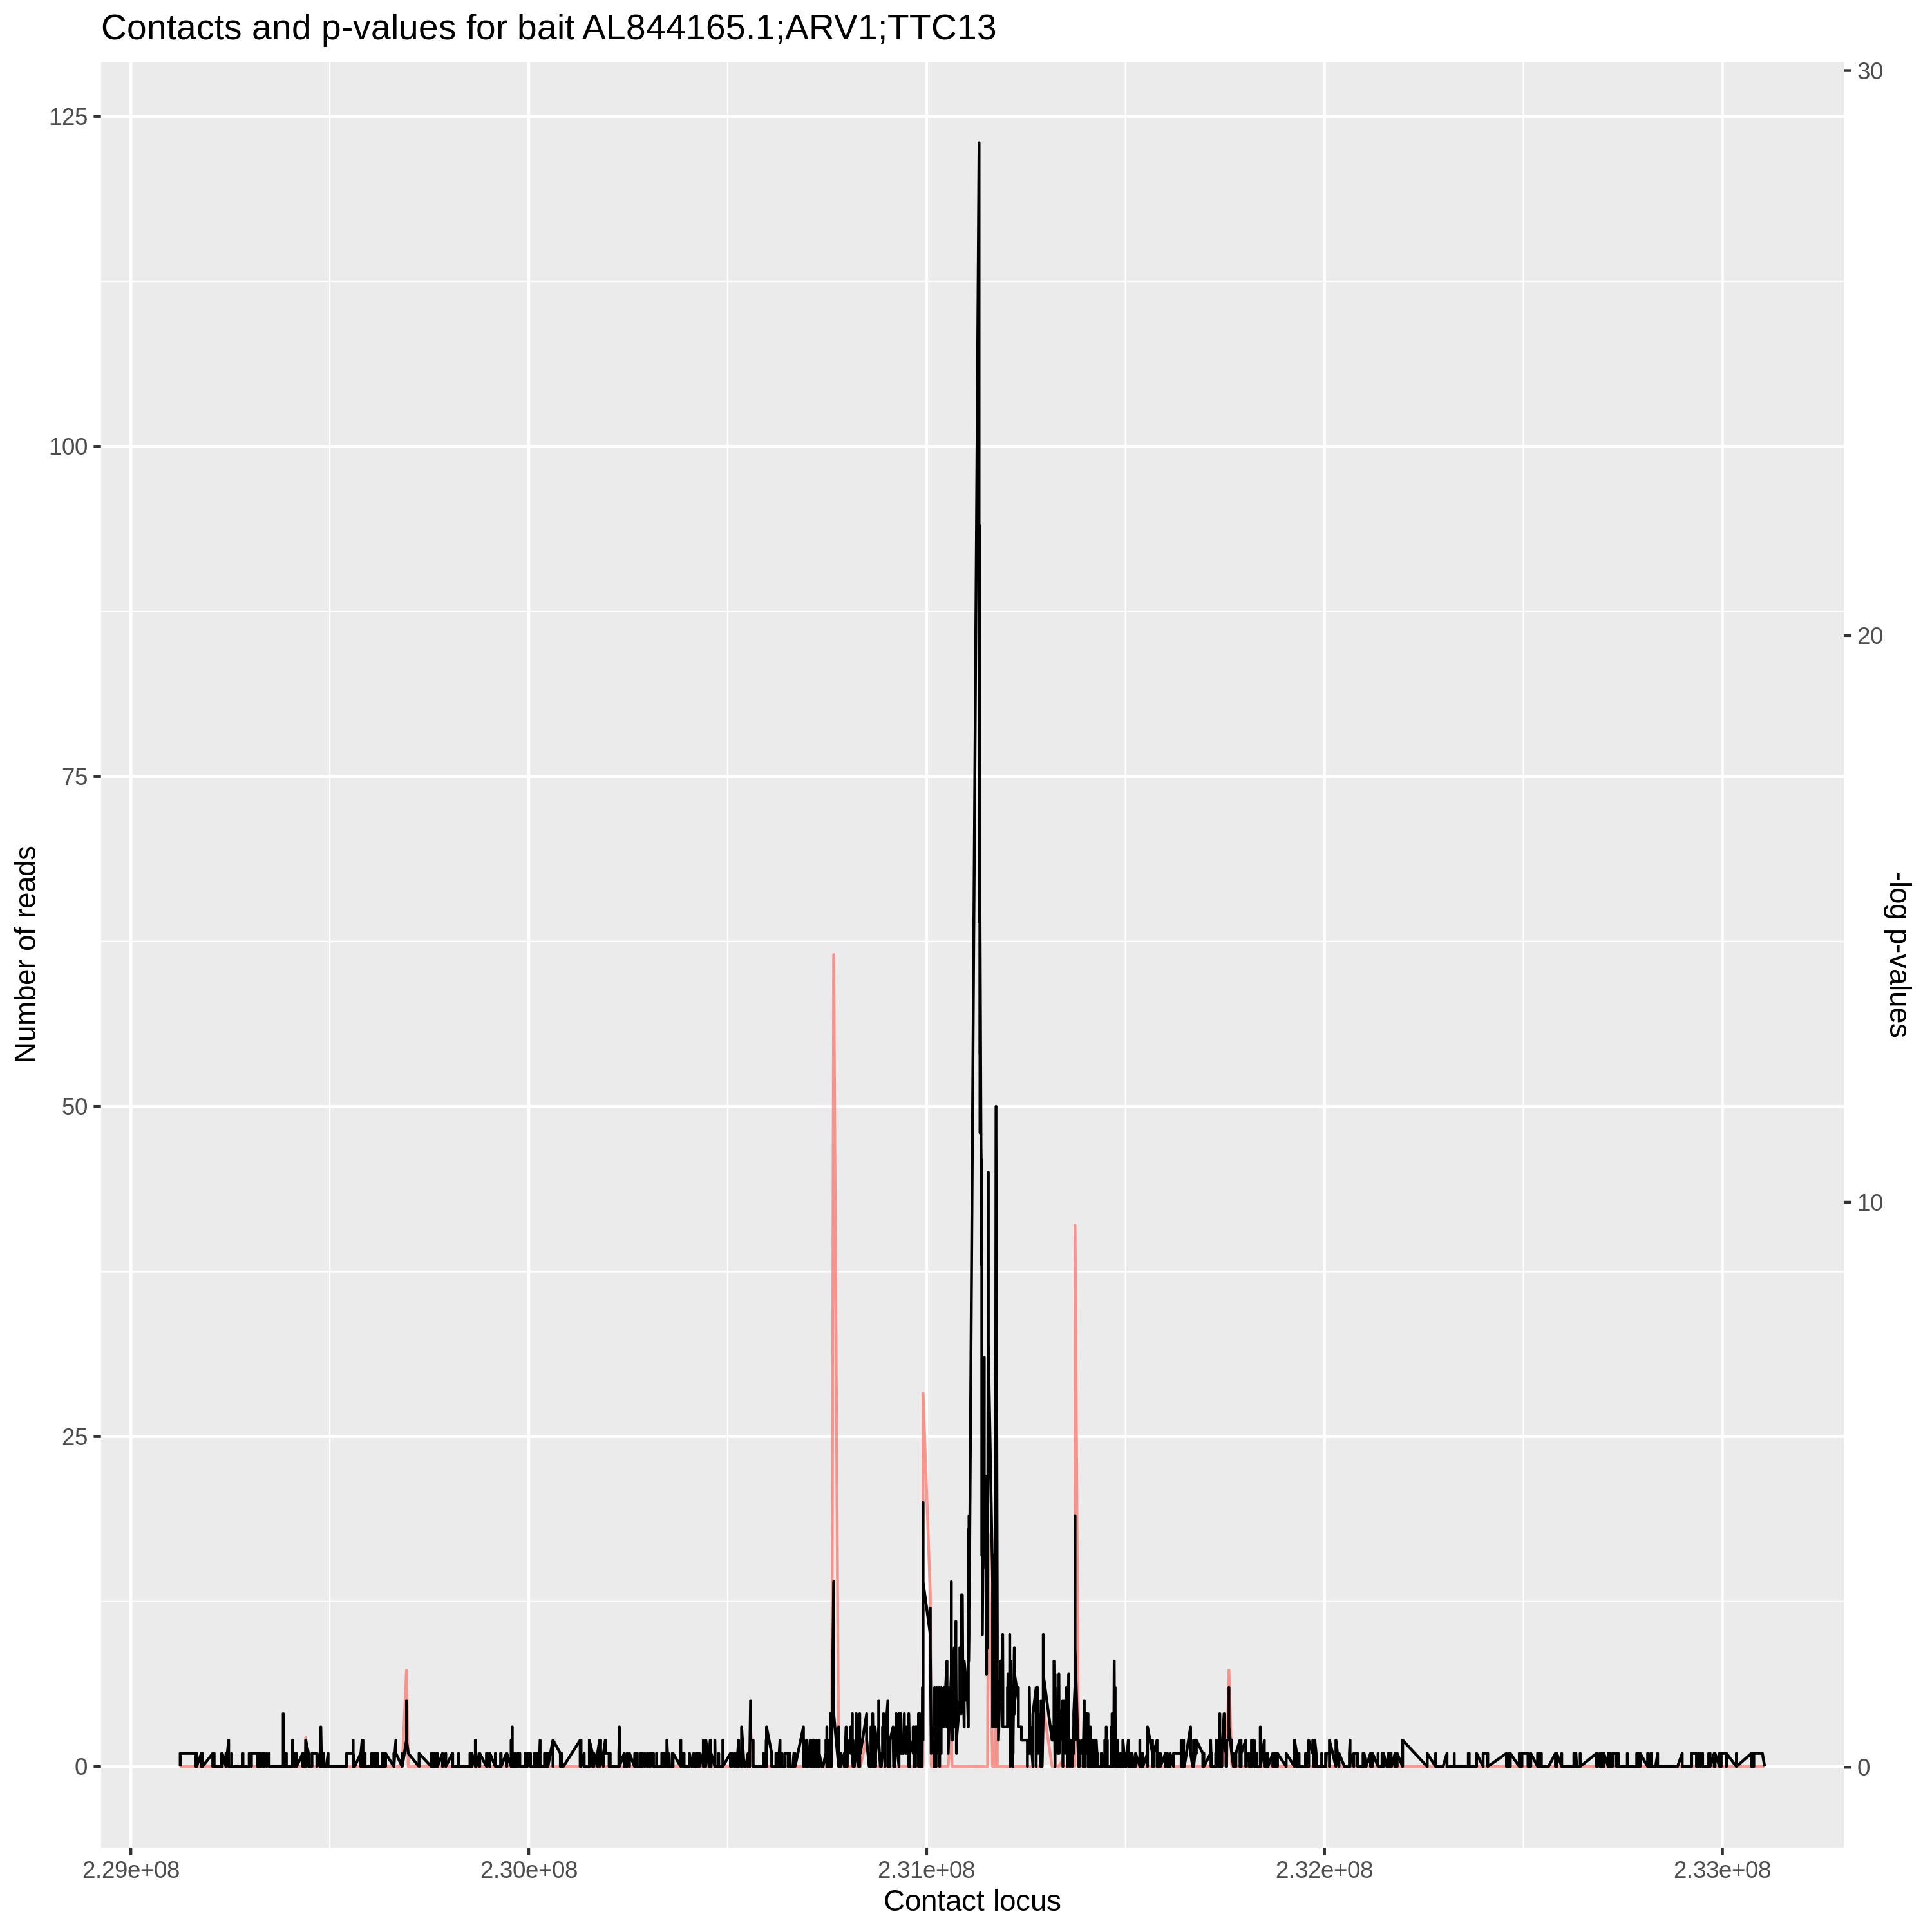 Contacts and p-values for bait AL844165.1;ARV1;TTC13
125
100
75
50
25
0
Number of reads
30
20
10
0
-log p-values
2.29e+08
2.30e+08
2.31e+08
2.32e+08
2.33e+08
Contact locus